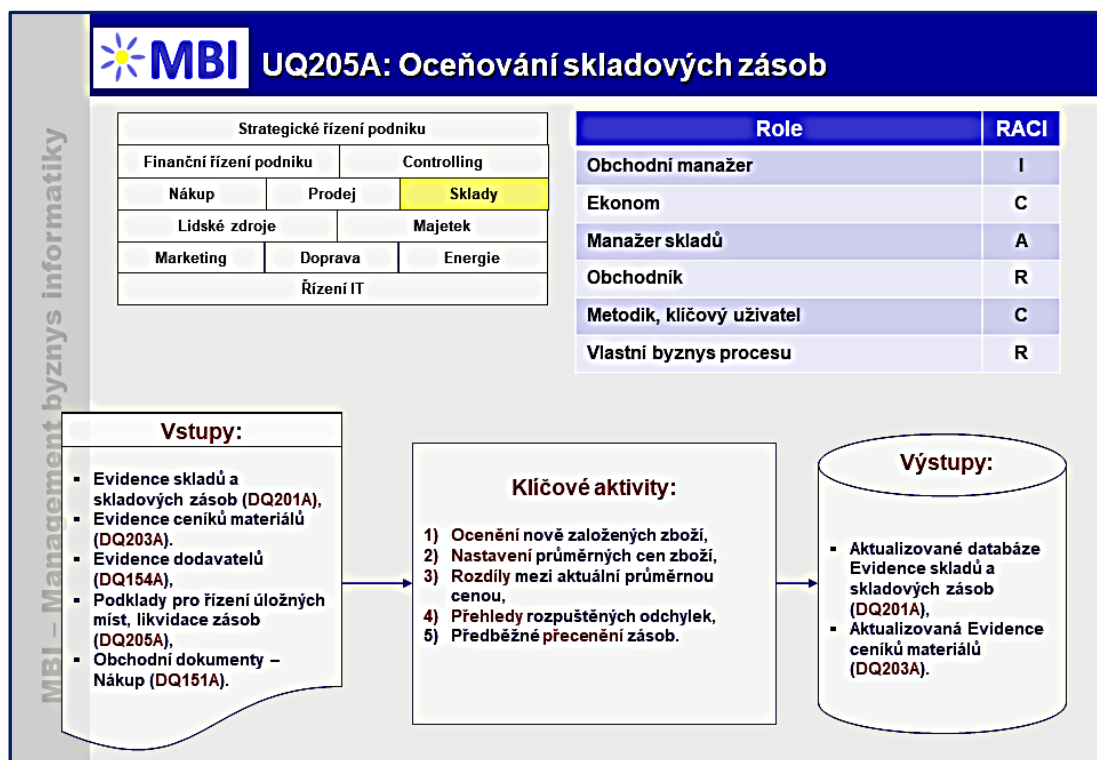 MBI
UQ205A: Oceňování skladových zásob
MBI – Management byznys informatiky
Strategické řízení podniku
Finanční řízení podniku
Controlling
Nákup
Prodej
Sklady
Lidské zdroje
Majetek
Marketing
Doprava
Energie
Řízení IT
Role RACI
Obchodní manažer I
Ekonom C
Manažer skladů A
Obchodník R
Metodik, klíčový uživatel C
Vlastní byznys procesu R
Vstupy:
▪ Evidence skladů a
skladových zásob (DQ201A),
▪ Evidence ceníků materiálů
(DQ203A).
▪ Evidence dodavatelů
(DQ154A),
▪ Podklady pro řízení úložných
míst, likvidace zásob
(DQ205A),
▪ Obchodní dokumenty –
Nákup (DQ151A).
Klíčové aktivity:
1) Ocenění nově založených zboží,
2) Nastavení průměrných cen zboží,
3) Rozdíly mezi aktuální průměrnou
cenou,
4) Přehledy rozpuštěných odchylek,
5) Předběžné přecenění zásob.
Výstupy:
▪ Aktualizované databáze
Evidence skladů a
skladových zásob
(DQ201A),
▪ Aktualizovaná Evidence
ceníků materiálů
(DQ203A).